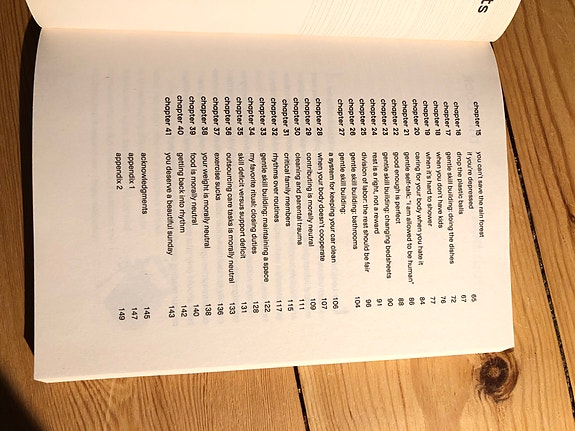 ts
chapter 15 you can't save the rain forest
if you're depressed 65
chapter 16 drop the plastic balls 67
chapter 17 gentle skill building: doing the dishes 72
chapter 18 when you don't have kids 76
chapter 19 when it's hard to shower 77
chapter 20 caring for your body when you hate it 84
chapter 21 gentle self-talk: "I am allowed to be human" 86
chapter 22 good enough is perfect 88
chapter 23 gentle skill building: changing bedsheets 90
chapter 24 rest is a right, not a reward 91
chapter 25 division of labor: the rest should be fair 96
chapter 26 gentle skill building: bathrooms 104
chapter 27 gentle skill building:
a system for keeping your car clean 106
chapter 28 when your body doesn't cooperate 107
chapter 29 contributing is morally neutral 109
chapter 30 cleaning and parental trauma 111
chapter 31 critical family members 115
chapter 32 rhythms over routines 117
chapter 33 gentle skill building: maintaining a space 122
chapter 34 my favorite ritual: closing duties 128
chapter 35 skill deficit versus support deficit 131
chapter 36 outsourcing care tasks is morally neutral 133
chapter 37 exercise sucks 136
chapter 38 your weight is morally neutral 138
chapter 39 food is morally neutral 140
chapter 40 getting back into rhythm 142
chapter 41 you deserve a beautiful sunday 143
acknowledgments 145
appendix 1 147
appendix 2 149